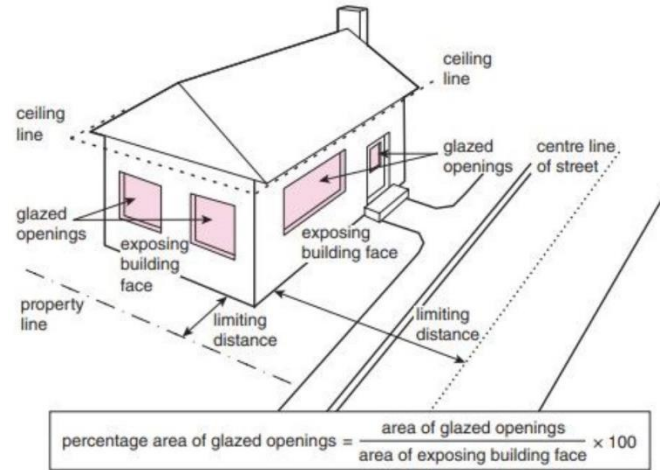 ceiling
line
ceiling
line
glazed
openings
centre line
of street
glazed
openings
exposing
building
face
exposing
building face
property
line
limiting
distance
limiting
distance
percentage area of glazed openings = area of glazed openings / area of exposing building face × 100